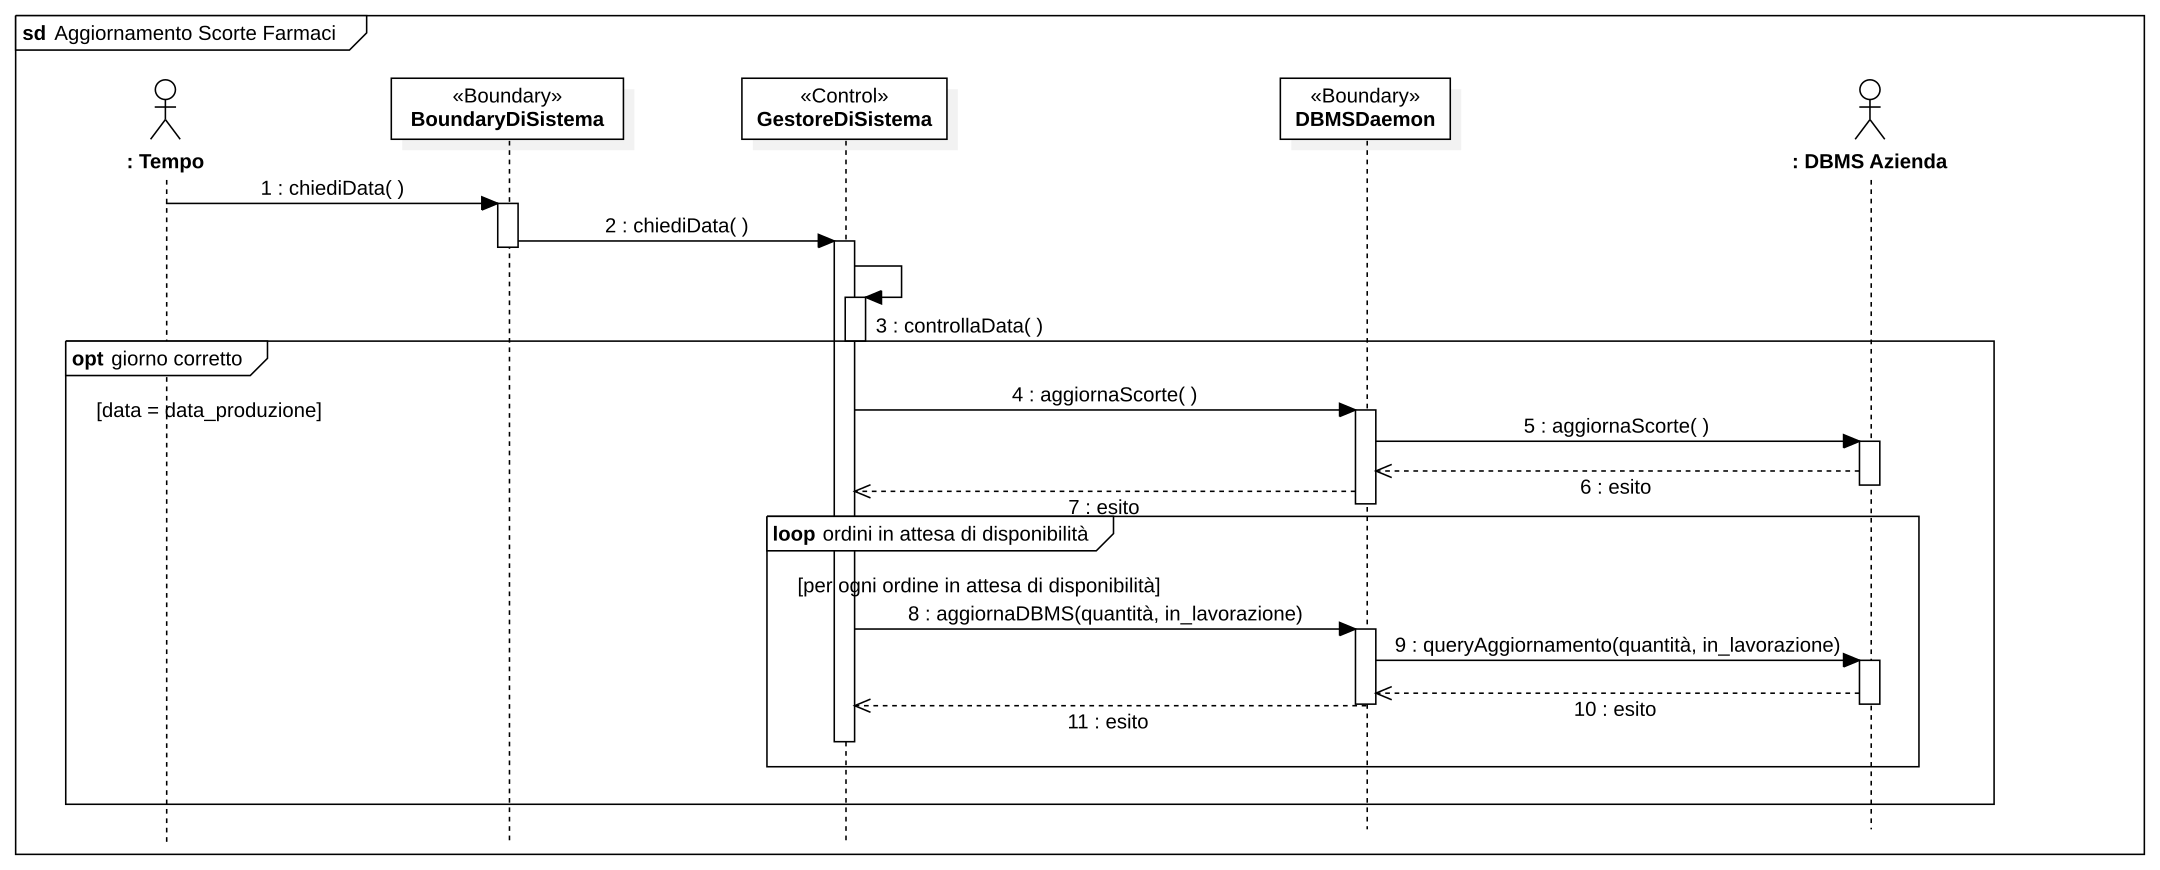 sd Aggiornamento Scorte Farmaci
: Tempo
«Boundary»
BoundaryDiSistema
«Control»
GestoreDiSistema
«Boundary»
DBMSDaemon
: DBMS Azienda
1 : chiediData( )
2 : chiediData( )
3 : controllaData( )
opt giorno corretto
[data = data_produzione]
4 : aggiornaScorte( )
5 : aggiornaScorte( )
6 : esito
7 : esito
loop ordini in attesa di disponibilità
[per ogni ordine in attesa di disponibilità]
8 : aggiornaDBMS(quantità, in_lavorazione)
9 : queryAggiornamento(quantità, in_lavorazione)
10 : esito
11 : esito